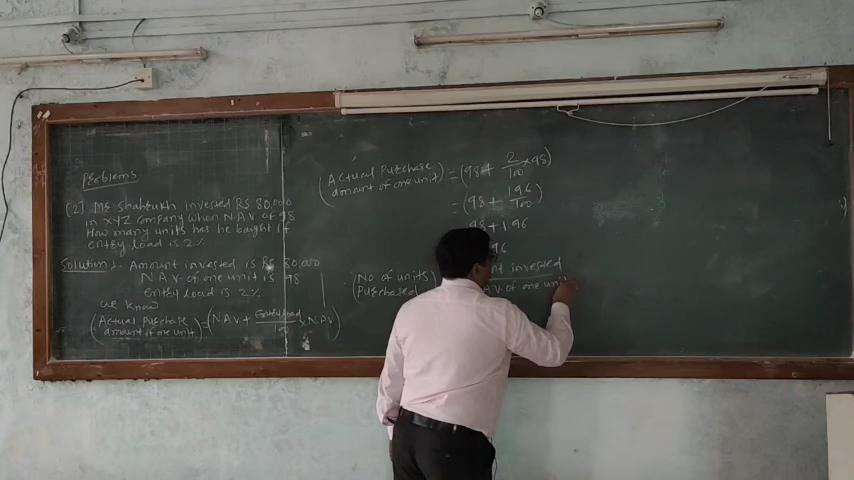 Problems
(2) Mr Shahrukh invested Rs 80,000
in XYZ Company when NAV of 98
How many units has he bought if
entry load is 2%
Solution :- Amount invested is Rs 80,000
NAV of one unit is 98
Entry load is 2%
we know
(Actual Purchase amount of one unit) = (NAV + Entry load/100 × NAV)
(Actual Purchase amount of one unit) = (98 + 2/100 × 98)
= (98 + 196/100)
98 + 1.96
96
(No of units Purchased)
nt invested
AV of one uni